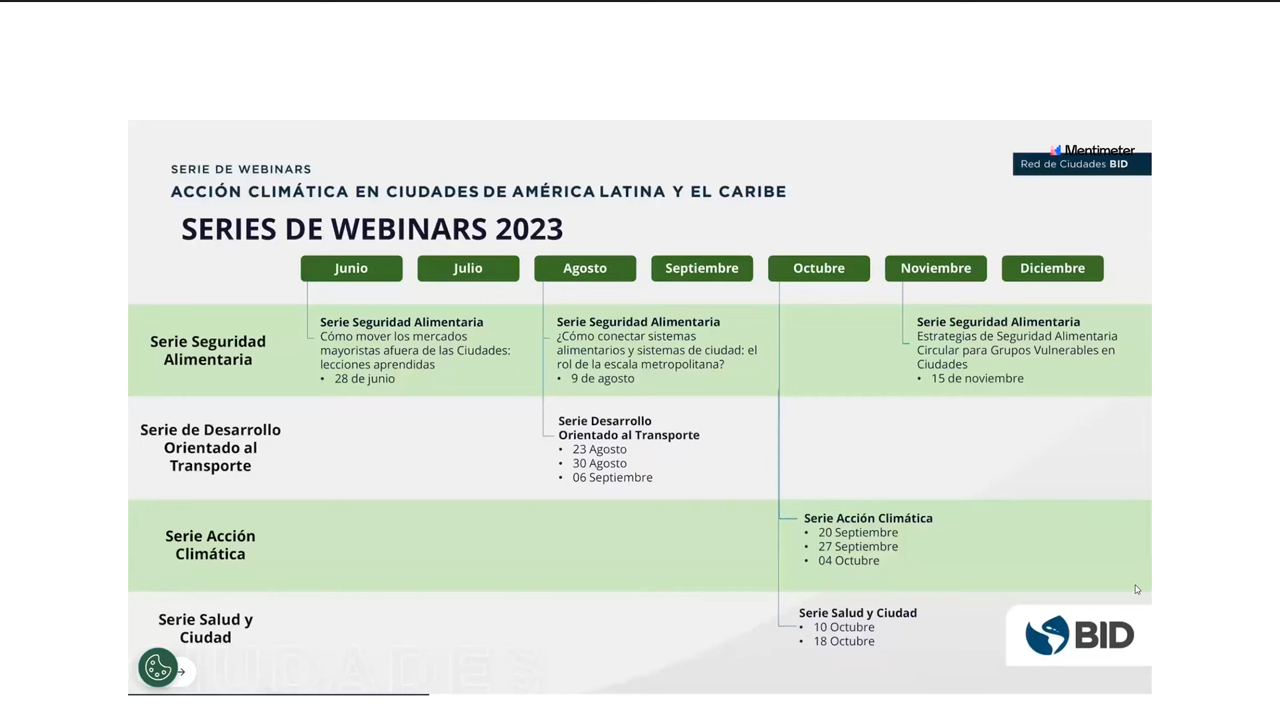 Mentimeter
Red de Ciudades BID
SERIE DE WEBINARS
ACCIÓN CLIMÁTICA EN CIUDADES DE AMÉRICA LATINA Y EL CARIBE
SERIES DE WEBINARS 2023
Junio
Julio
Agosto
Septiembre
Octubre
Noviembre
Diciembre
Serie Seguridad
Alimentaria
Serie Seguridad Alimentaria
Cómo mover los mercados
mayoristas afuera de las Ciudades:
lecciones aprendidas
• 28 de junio
Serie Seguridad Alimentaria
¿Cómo conectar sistemas
alimentarios y sistemas de ciudad: el
rol de la escala metropolitana?
• 9 de agosto
Serie Seguridad Alimentaria
Estrategias de Seguridad Alimentaria
Circular para Grupos Vulnerables en
Ciudades
• 15 de noviembre
Serie de Desarrollo
Orientado al
Transporte
Serie Desarrollo
Orientado al Transporte
• 23 Agosto
• 30 Agosto
• 06 Septiembre
Serie Acción
Climática
Serie Acción Climática
• 20 Septiembre
• 27 Septiembre
• 04 Octubre
Serie Salud y
Ciudad
Serie Salud y Ciudad
• 10 Octubre
• 18 Octubre
BID
CIUDADES